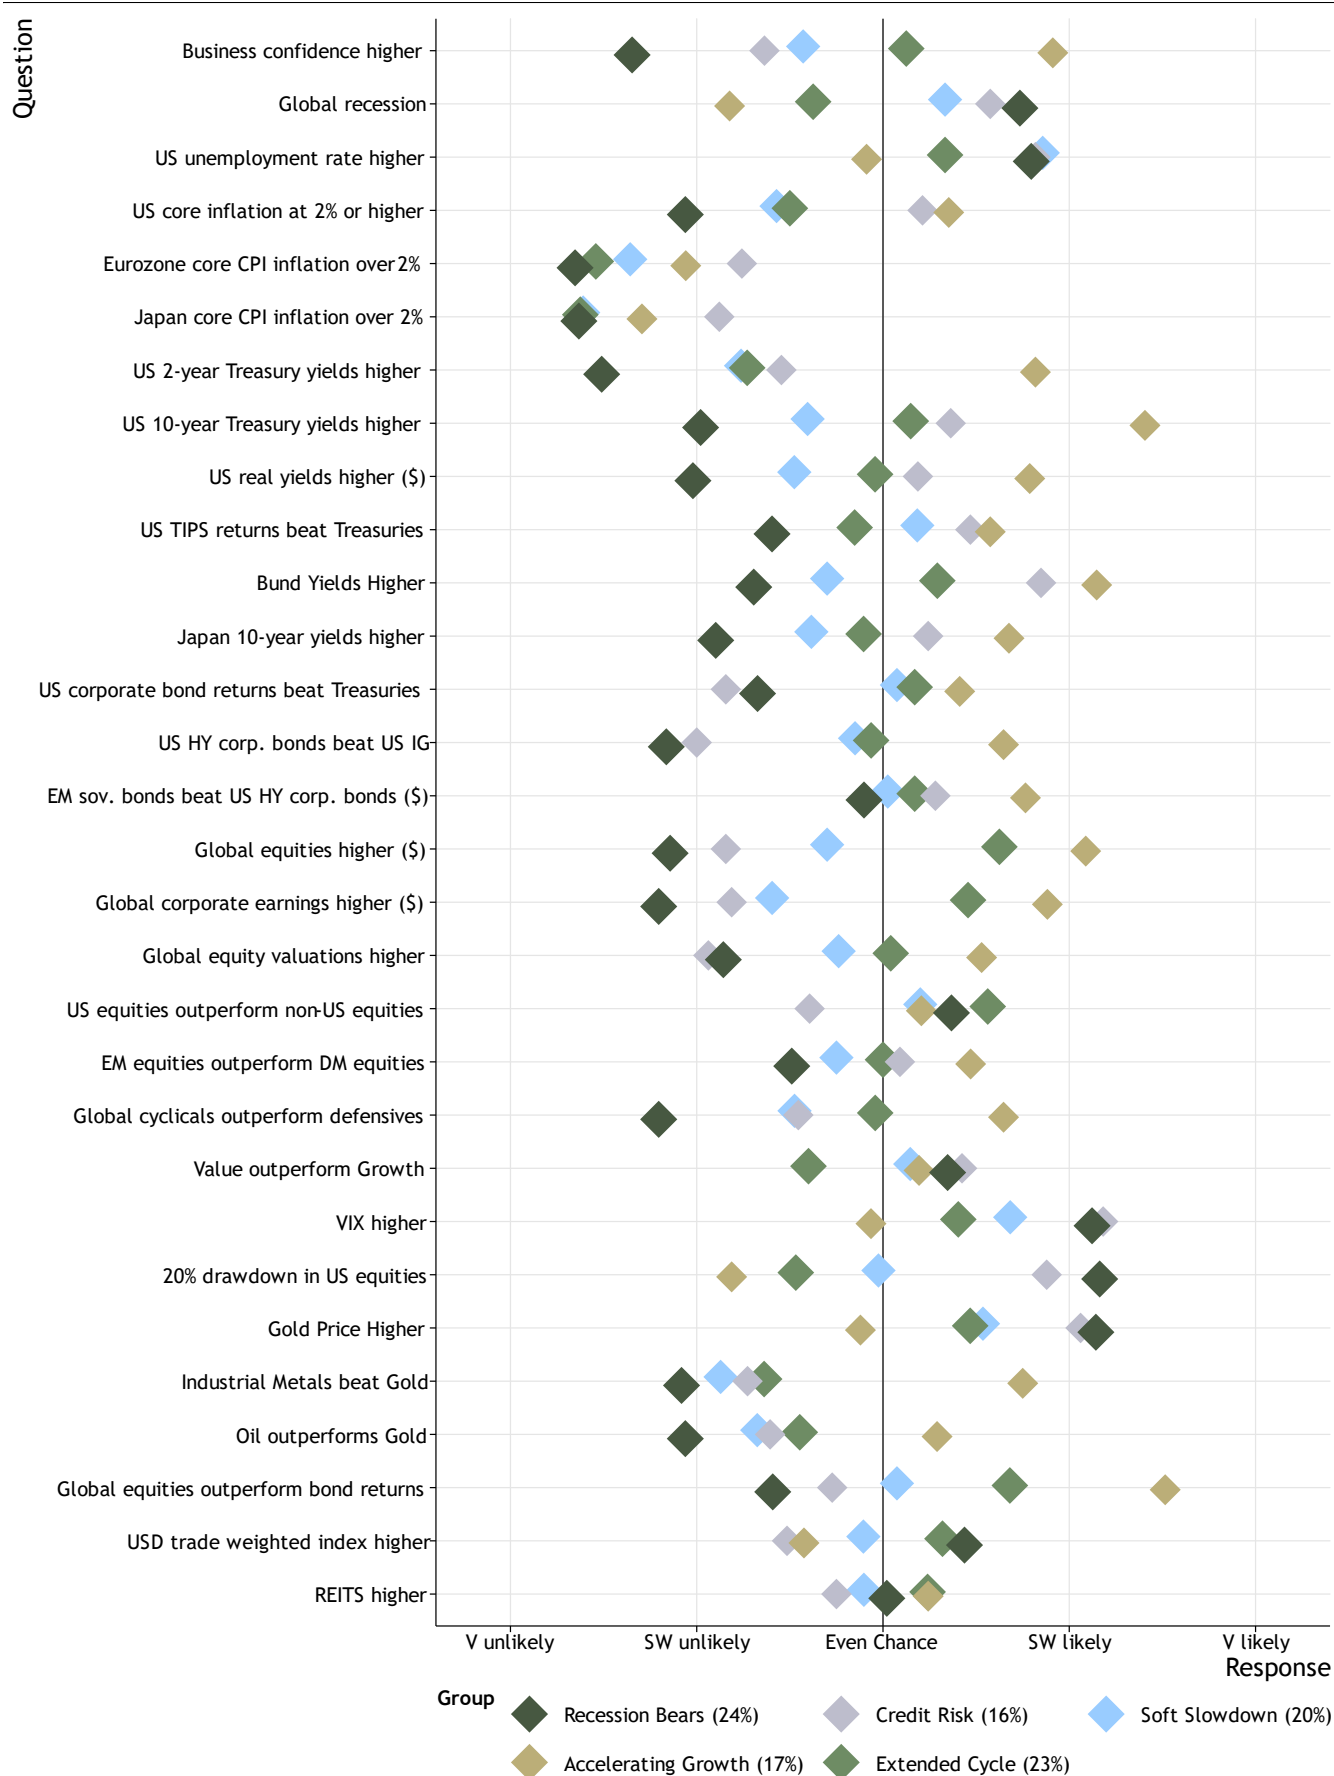 Question
Business confidence higher
Global recession
US unemployment rate higher
US core inflation at 2% or higher
Eurozone core CPI inflation over 2%
Japan core CPI inflation over 2%
US 2-year Treasury yields higher
US 10-year Treasury yields higher
US real yields higher ($)
US TIPS returns beat Treasuries
Bund Yields Higher
Japan 10-year yields higher
US corporate bond returns beat Treasuries
US HY corp. bonds beat US IG
EM sov. bonds beat US HY corp. bonds ($)
Global equities higher ($)
Global corporate earnings higher ($)
Global equity valuations higher
US equities outperform non-US equities
EM equities outperform DM equities
Global cyclicals outperform defensives
Value outperform Growth
VIX higher
20% drawdown in US equities
Gold Price Higher
Industrial Metals beat Gold
Oil outperforms Gold
Global equities outperform bond returns
USD trade weighted index higher
REITS higher
V unlikely SW unlikely Even Chance SW likely V likely
Response
Group
Recession Bears (24%) Credit Risk (16%) Soft Slowdown (20%)
Accelerating Growth (17%) Extended Cycle (23%)